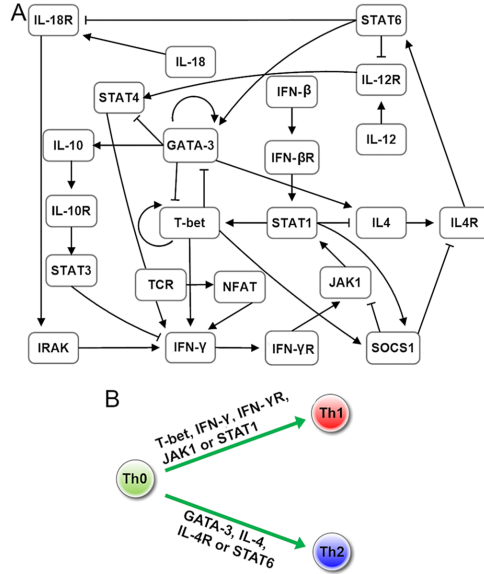 A
IL-18R
STAT6
IL-18
IL-12R
STAT4
IFN-β
IL-12
IL-10
GATA-3
IFN-βR
IL-10R
T-bet
STAT1
IL4
IL4R
STAT3
TCR
NFAT
JAK1
IRAK
IFN-γ
IFN-γR
SOCS1
B
T-bet, IFN-γ, IFN-γR,
JAK1 or STAT1
Th1
Th0
GATA-3, IL-4,
IL-4R or STAT6
Th2